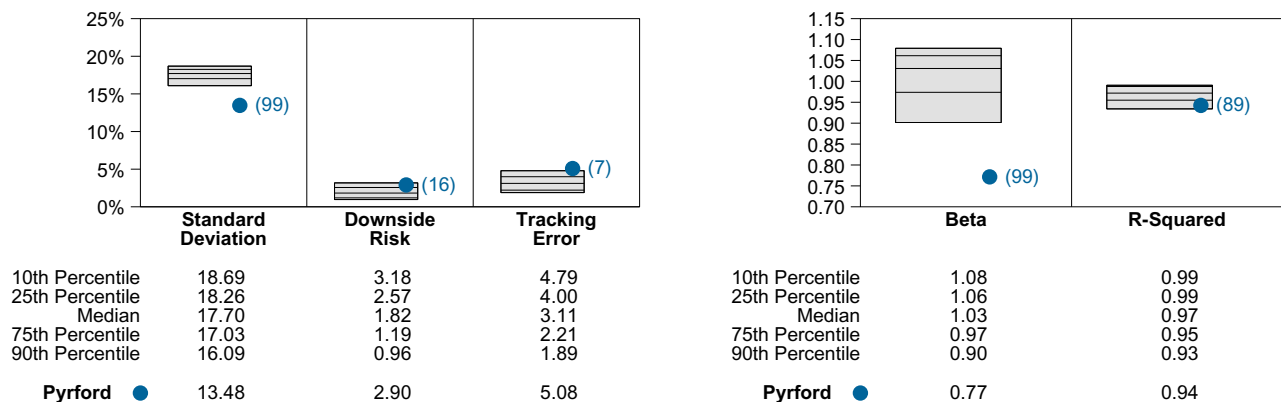 25%
20%
15%
10%
5%
0%
(99)
(16)
(7)
Standard Deviation
Downside Risk
Tracking Error
10th Percentile 18.69 3.18 4.79
25th Percentile 18.26 2.57 4.00
Median 17.70 1.82 3.11
75th Percentile 17.03 1.19 2.21
90th Percentile 16.09 0.96 1.89
Pyrford 13.48 2.90 5.08
1.15
1.10
1.05
1.00
0.95
0.90
0.85
0.80
0.75
0.70
(99)
(89)
Beta R-Squared
10th Percentile 1.08 0.99
25th Percentile 1.06 0.99
Median 1.03 0.97
75th Percentile 0.97 0.95
90th Percentile 0.90 0.93
Pyrford 0.77 0.94